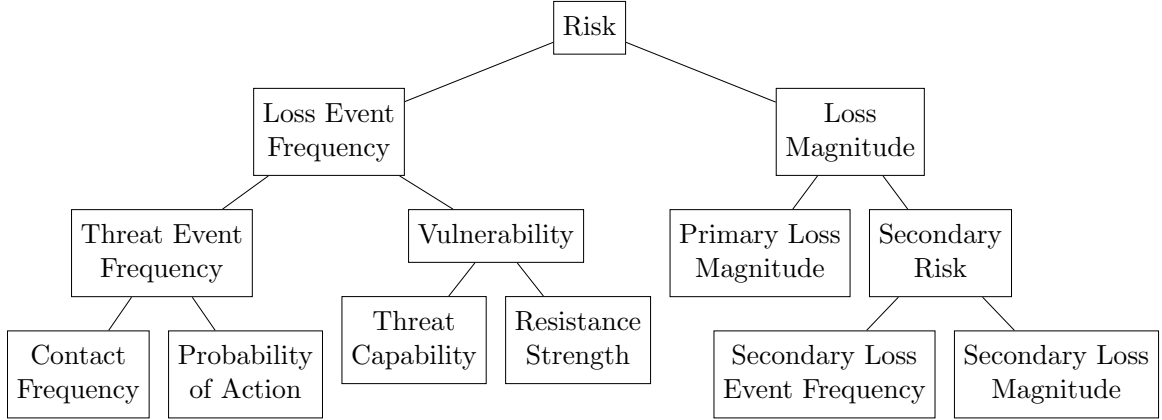 Risk
Loss Event
Frequency
Loss
Magnitude
Threat Event
Frequency
Vulnerability
Primary Loss
Magnitude
Secondary
Risk
Contact
Frequency
Probability
of Action
Threat
Capability
Resistance
Strength
Secondary Loss
Event Frequency
Secondary Loss
Magnitude